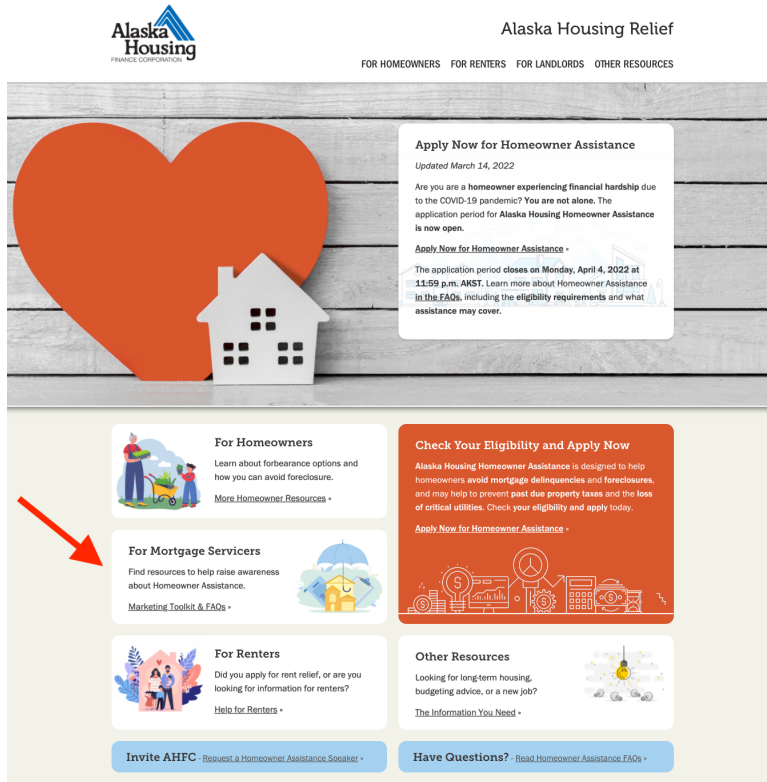 Alaska
Housing
FINANCE CORPORATION
Alaska Housing Relief
FOR HOMEOWNERS FOR RENTERS FOR LANDLORDS OTHER RESOURCES
Apply Now for Homeowner Assistance
Updated March 14, 2022
Are you are a homeowner experiencing financial hardship due
to the COVID-19 pandemic? You are not alone. The
application period for Alaska Housing Homeowner Assistance
is now open.
Apply Now for Homeowner Assistance »
The application period closes on Monday, April 4, 2022 at
11:59 p.m. AKST. Learn more about Homeowner Assistance
in the FAQs, including the eligibility requirements and what
assistance may cover.
For Homeowners
Learn about forbearance options and
how you can avoid foreclosure.
More Homeowner Resources »
Check Your Eligibility and Apply Now
Alaska Housing Homeowner Assistance is designed to help
homeowners avoid mortgage delinquencies and foreclosures,
and may help to prevent past due property taxes and the loss
of critical utilities. Check your eligibility and apply today.
Apply Now for Homeowner Assistance »
For Mortgage Servicers
Find resources to help raise awareness
about Homeowner Assistance.
Marketing Toolkit & FAQs »
For Renters
Did you apply for rent relief, or are you
looking for information for renters?
Help for Renters »
Other Resources
Looking for long-term housing,
budgeting advice, or a new job?
The Information You Need »
Invite AHFC - Request a Homeowner Assistance Speaker »
Have Questions? - Read Homeowner Assistance FAQs »